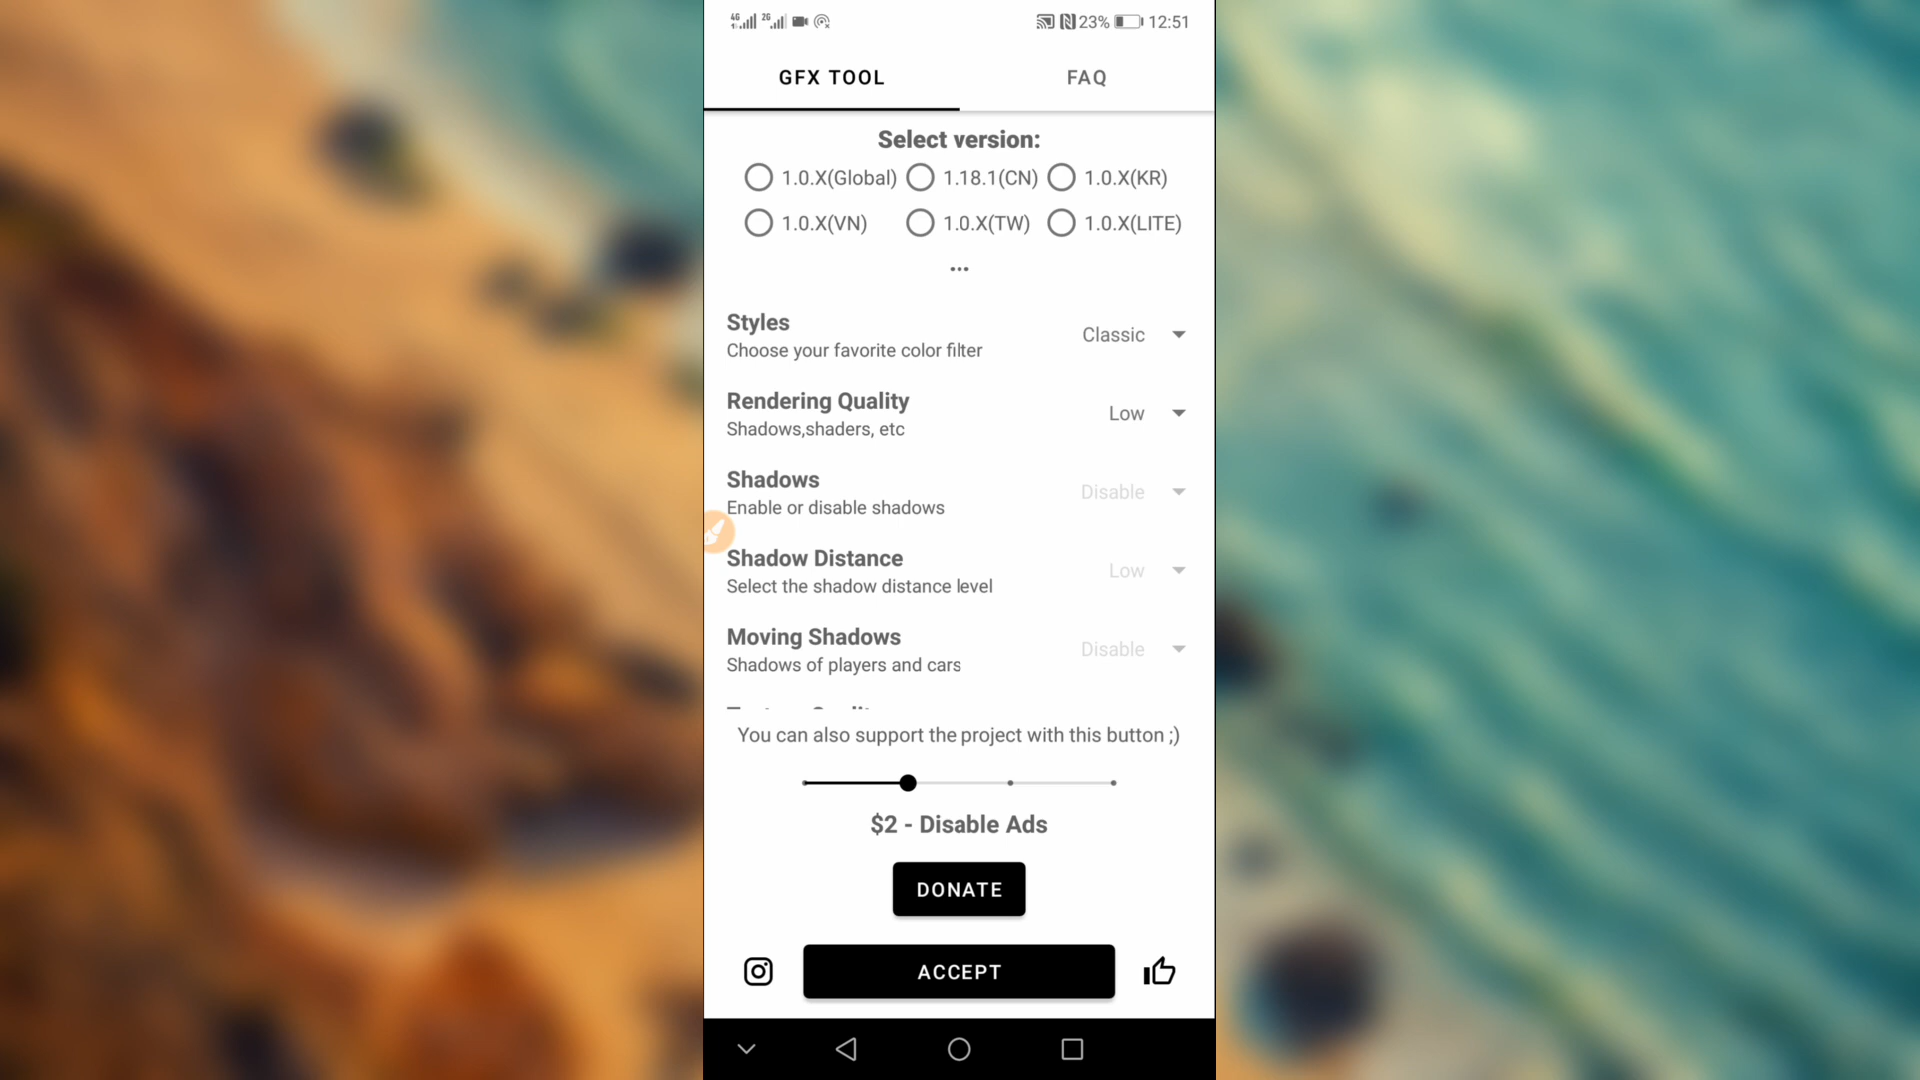 4G 2G 23% 12:51
GFX TOOL FAQ
Select version:
1.0.X(Global) 1.18.1(CN) 1.0.X(KR)
1.0.X(VN) 1.0.X(TW) 1.0.X(LITE)
...
Styles
Choose your favorite color filter
Classic
Rendering Quality
Shadows,shaders, etc
Low
Shadows
Enable or disable shadows
Disable
Shadow Distance
Select the shadow distance level
Low
Moving Shadows
Shadows of players and cars
Disable
You can also support the project with this button ;)
$2 - Disable Ads
DONATE
ACCEPT